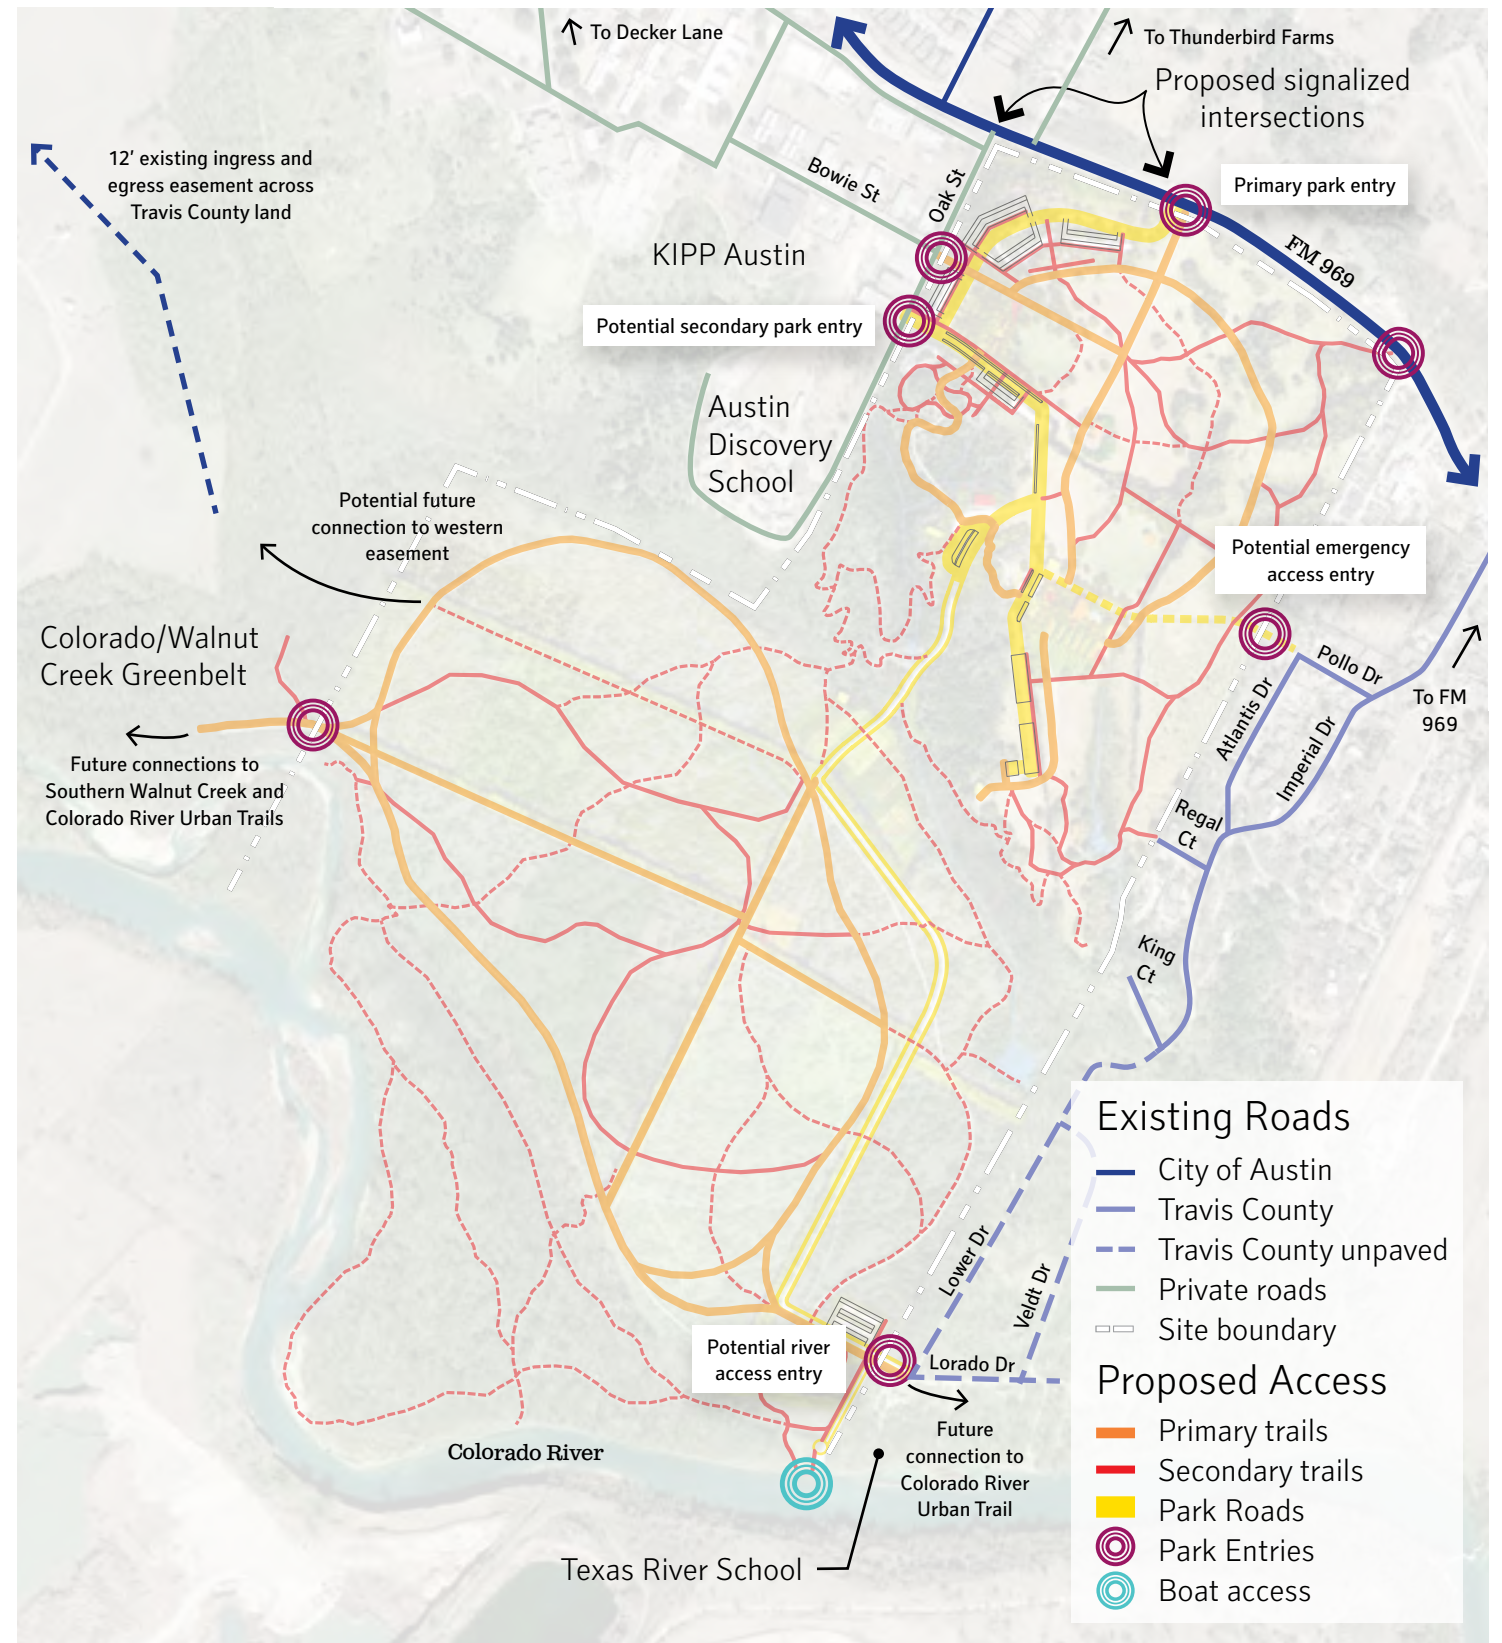 To Decker Lane
To Thunderbird Farms
Proposed signalized
intersections
12’ existing ingress and
egress easement across
Travis County land
Bowie St
Oak St
Primary park entry
KIPP Austin
FM 969
Potential secondary park entry
Austin
Discovery
School
Potential future
connection to western
easement
Potential emergency
access entry
Colorado/Walnut
Creek Greenbelt
Pollo Dr
Atlantis Dr
Imperial Dr
To FM
969
Future connections to
Southern Walnut Creek and
Colorado River Urban Trails
Regal
Ct
King
Ct
Lower Dr
Veldt Dr
Potential river
access entry
Lorado Dr
Future
connection to
Colorado River
Urban Trail
Colorado River
Texas River School
Existing Roads
City of Austin
Travis County
Travis County unpaved
Private roads
Site boundary
Proposed Access
Primary trails
Secondary trails
Park Roads
Park Entries
Boat access